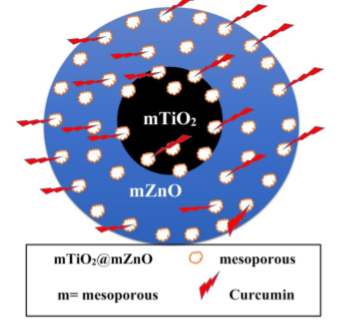 mTiO₂
mZnO
mTiO₂@mZnO mesoporous
m= mesoporous Curcumin